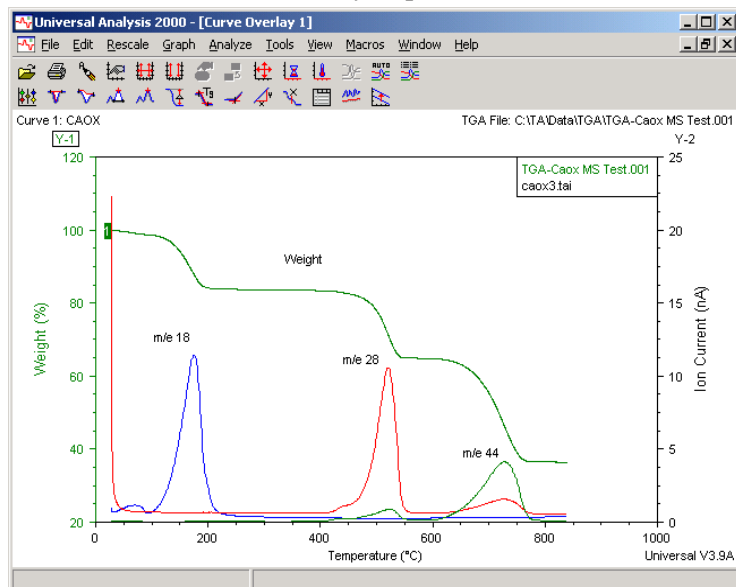 Universal Analysis 2000 - [Curve Overlay 1]
File Edit Rescale Graph Analyze Tools View Macros Window Help
AUTO
Tg
Curve 1: CAOX
TGA File: C:\TA\Data\TGA\TGA-Caox MS Test.001
Y-1
Y-2
120
25
TGA-Caox MS Test.001
caox3.tai
100
1
20
Weight
80
15
Weight (%)
Ion Current (nA)
m/e 18
m/e 28
60
10
m/e 44
40
5
20
0
0 200 400 600 800 1000
Temperature (°C)
Universal V3.9A